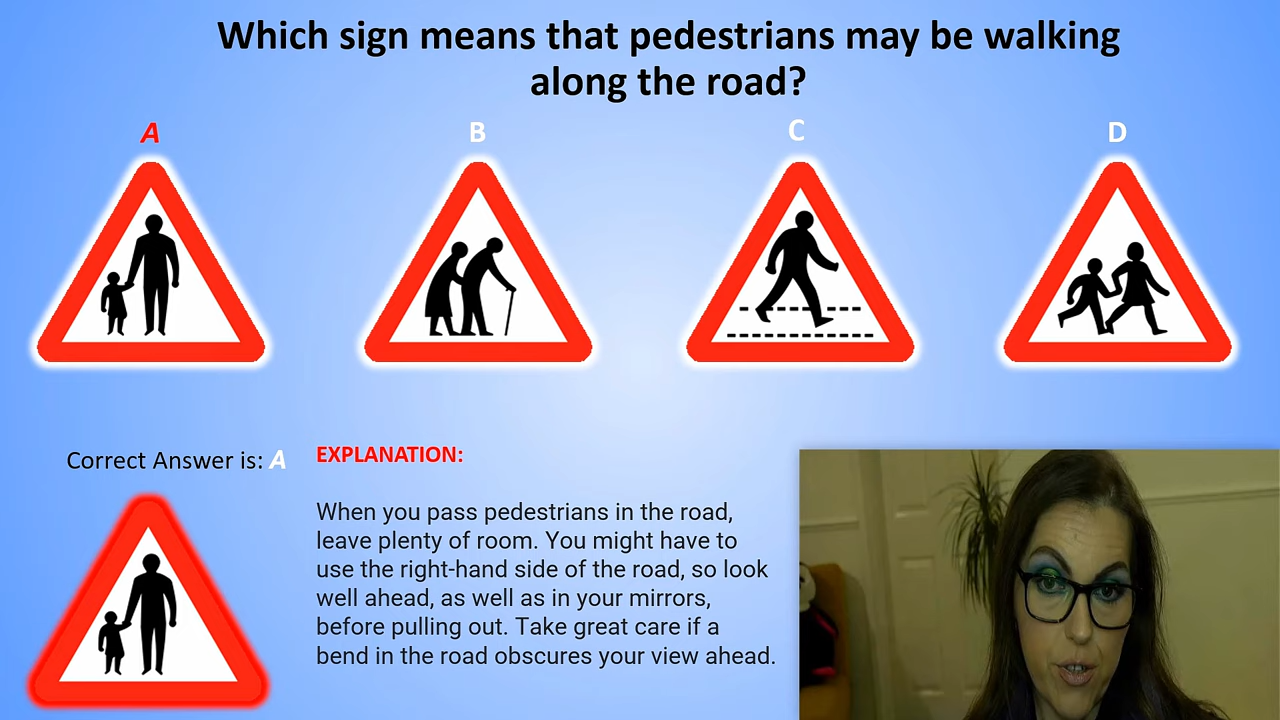 Which sign means that pedestrians may be walking
along the road?
A
B
C
D
Correct Answer is: A
EXPLANATION:
When you pass pedestrians in the road,
leave plenty of room. You might have to
use the right-hand side of the road, so look
well ahead, as well as in your mirrors,
before pulling out. Take great care if a
bend in the road obscures your view ahead.